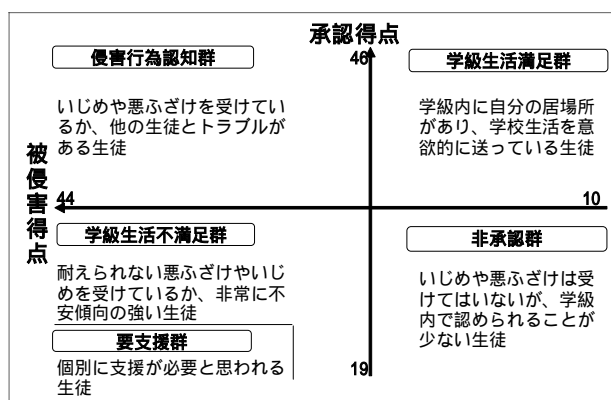 承認得点
46
侵害行為認知群
いじめや悪ふざけを受けてい
るか、他の生徒とトラブルが
ある生徒
学級生活満足群
学級内に自分の居場所
があり、学校生活を意
欲的に送っている生徒
被侵害得点
44
10
学級生活不満足群
耐えられない悪ふざけやいじ
めを受けているか、非常に不
安傾向の強い生徒
要支援群
個別に支援が必要と思われる
生徒
非承認群
いじめや悪ふざけは受
けてはいないが、学級
内で認められることが
少ない生徒
19